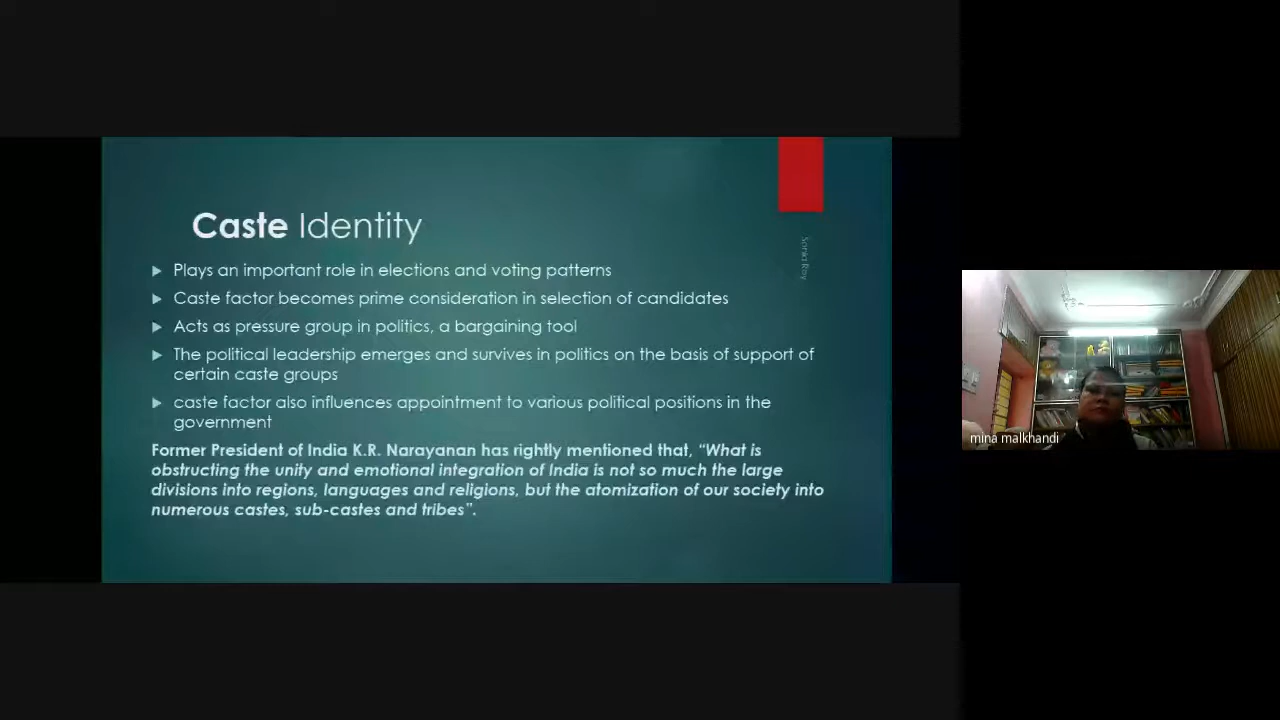 Caste Identity
Plays an important role in elections and voting patterns
Caste factor becomes prime consideration in selection of candidates
Acts as pressure group in politics, a bargaining tool
The political leadership emerges and survives in politics on the basis of support of
certain caste groups
caste factor also influences appointment to various political positions in the
government
Former President of India K.R. Narayanan has rightly mentioned that, “What is
obstructing the unity and emotional integration of India is not so much the large
divisions into regions, languages and religions, but the atomization of our society into
numerous castes, sub-castes and tribes”.
Roy
mina malkhandi